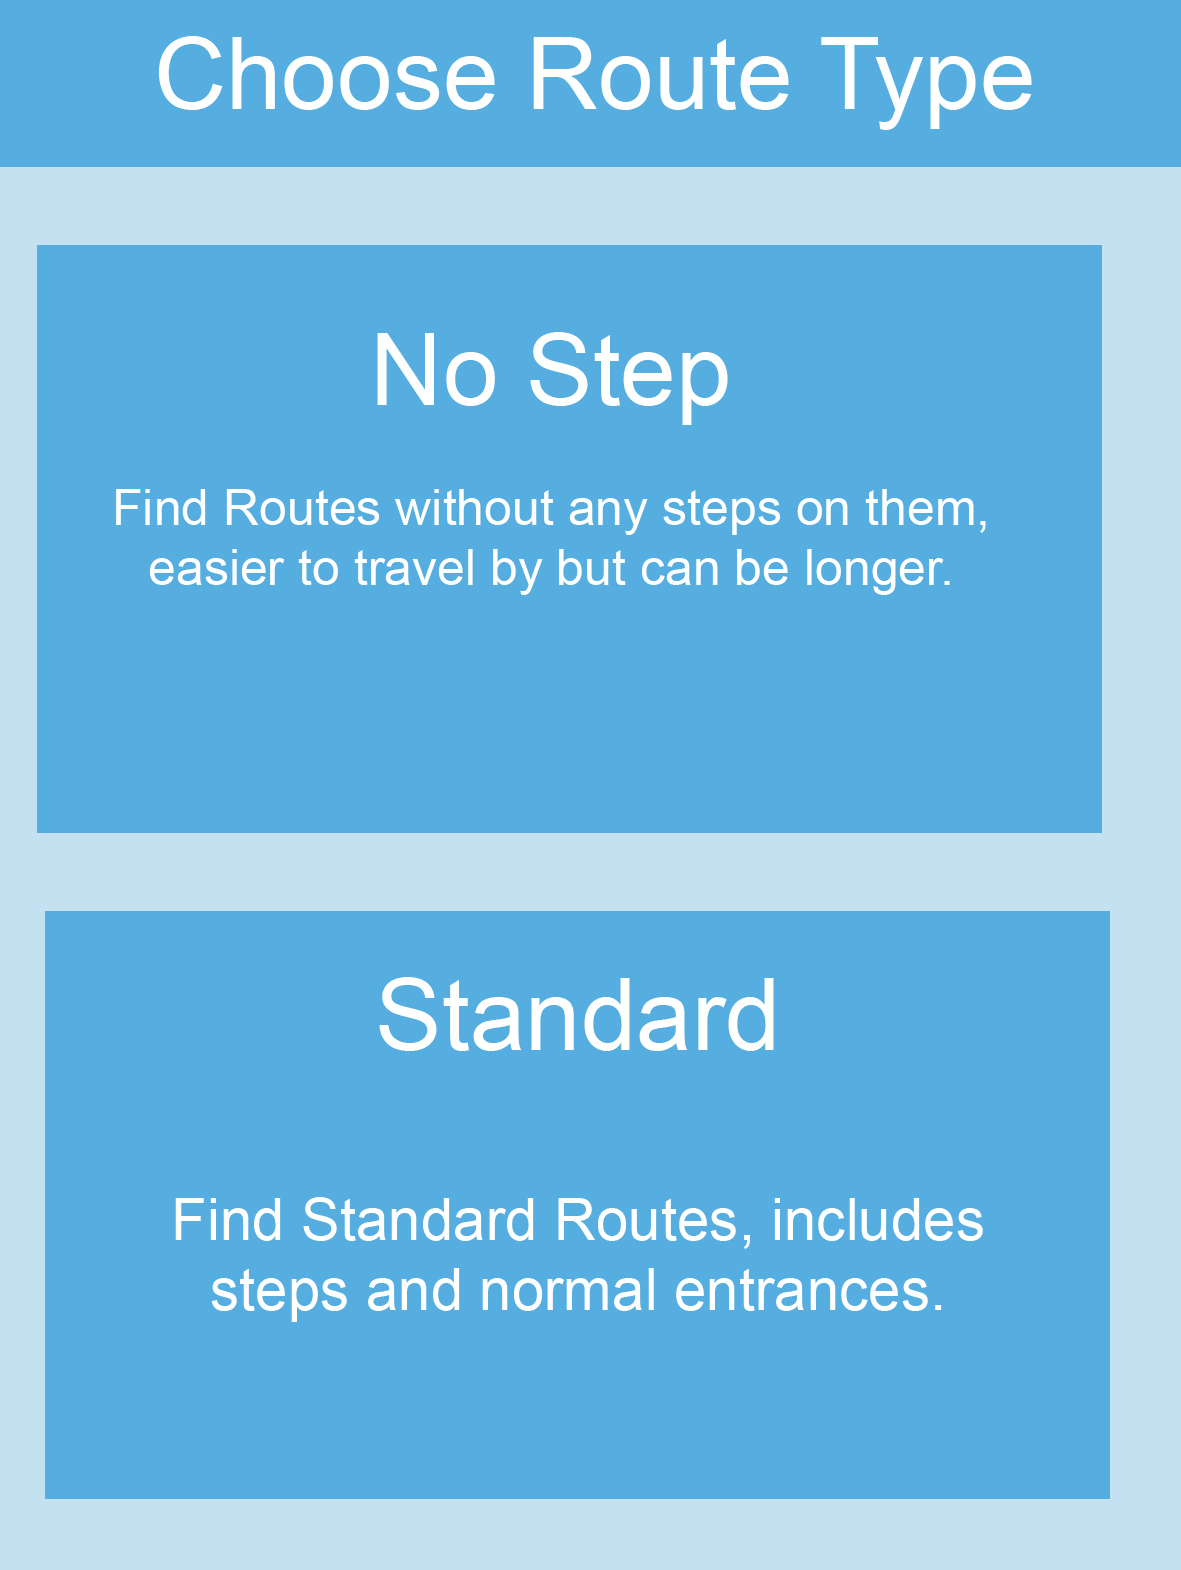 Choose Route Type
No Step
Find Routes without any steps on them,
easier to travel by but can be longer.
Standard
Find Standard Routes, includes
steps and normal entrances.